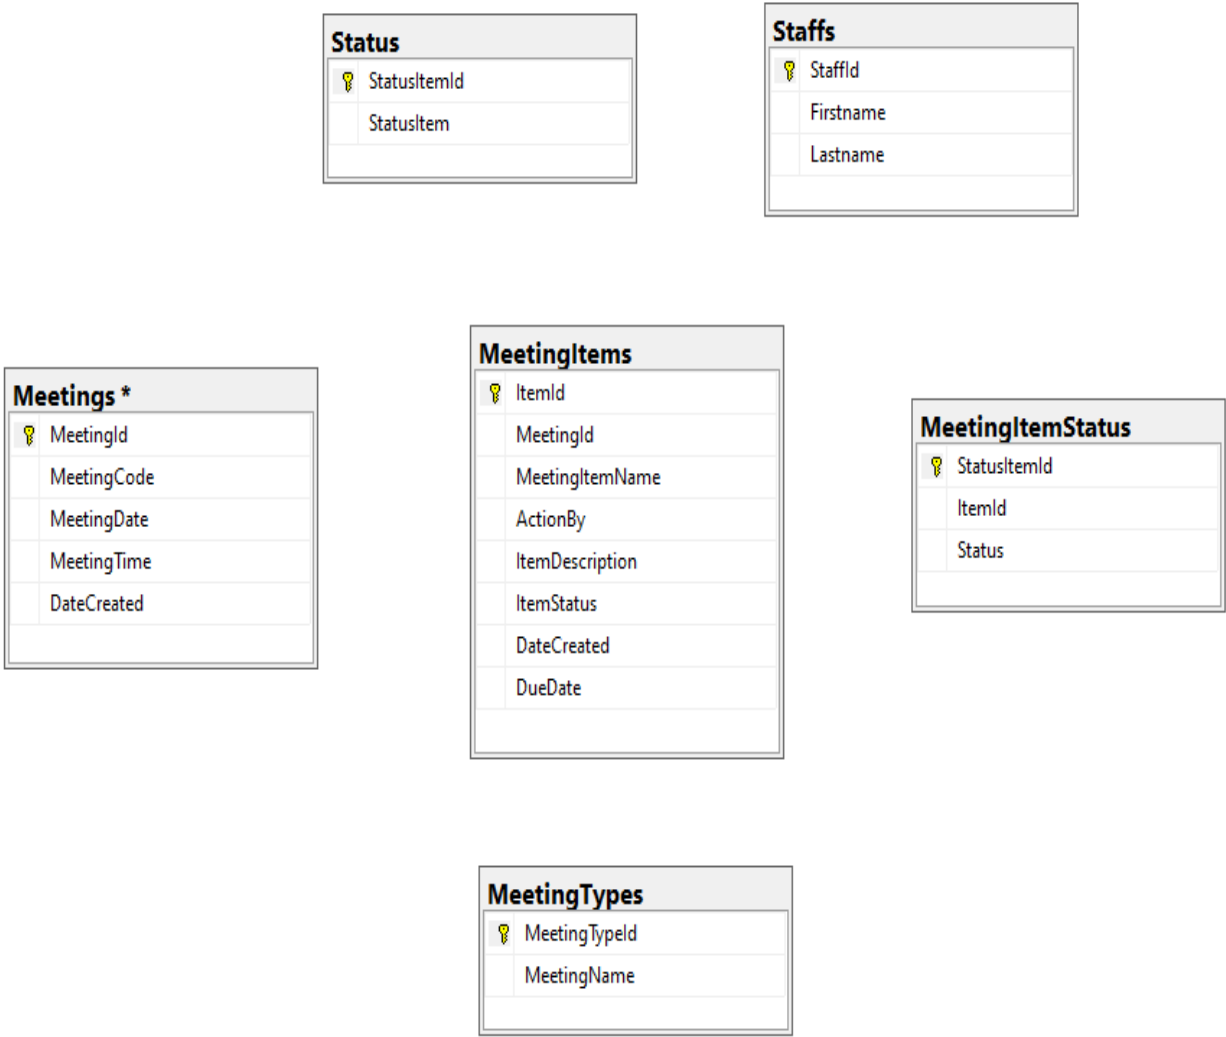 Status
StatusItemId
StatusItem
Staffs
StaffId
Firstname
Lastname
Meetings *
MeetingId
MeetingCode
MeetingDate
MeetingTime
DateCreated
MeetingItems
ItemId
MeetingId
MeetingItemName
ActionBy
ItemDescription
ItemStatus
DateCreated
DueDate
MeetingItemStatus
StatusItemId
ItemId
Status
MeetingTypes
MeetingTypeId
MeetingName